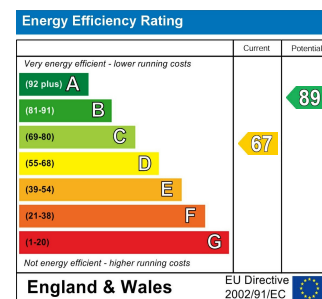 Energy Efficiency Rating
Current Potential
Very energy efficient - lower running costs
(92 plus) A
(81-91) B
89
(69-80) C
67
(55-68) D
(39-54) E
(21-38) F
(1-20) G
Not energy efficient - higher running costs
England & Wales
EU Directive
2002/91/EC